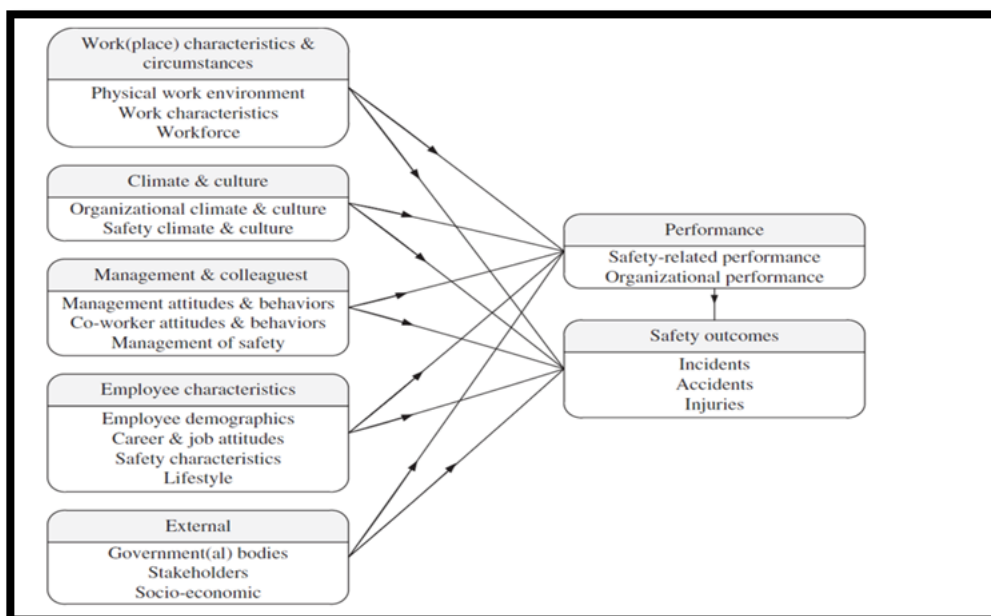 Work(place) characteristics &
circumstances
Physical work environment
Work characteristics
Workforce
Climate & culture
Organizational climate & culture
Safety climate & culture
Management & colleaguest
Management attitudes & behaviors
Co-worker attitudes & behaviors
Management of safety
Employee characteristics
Employee demographics
Career & job attitudes
Safety characteristics
Lifestyle
External
Government(al) bodies
Stakeholders
Socio-economic
Performance
Safety-related performance
Organizational performance
Safety outcomes
Incidents
Accidents
Injuries